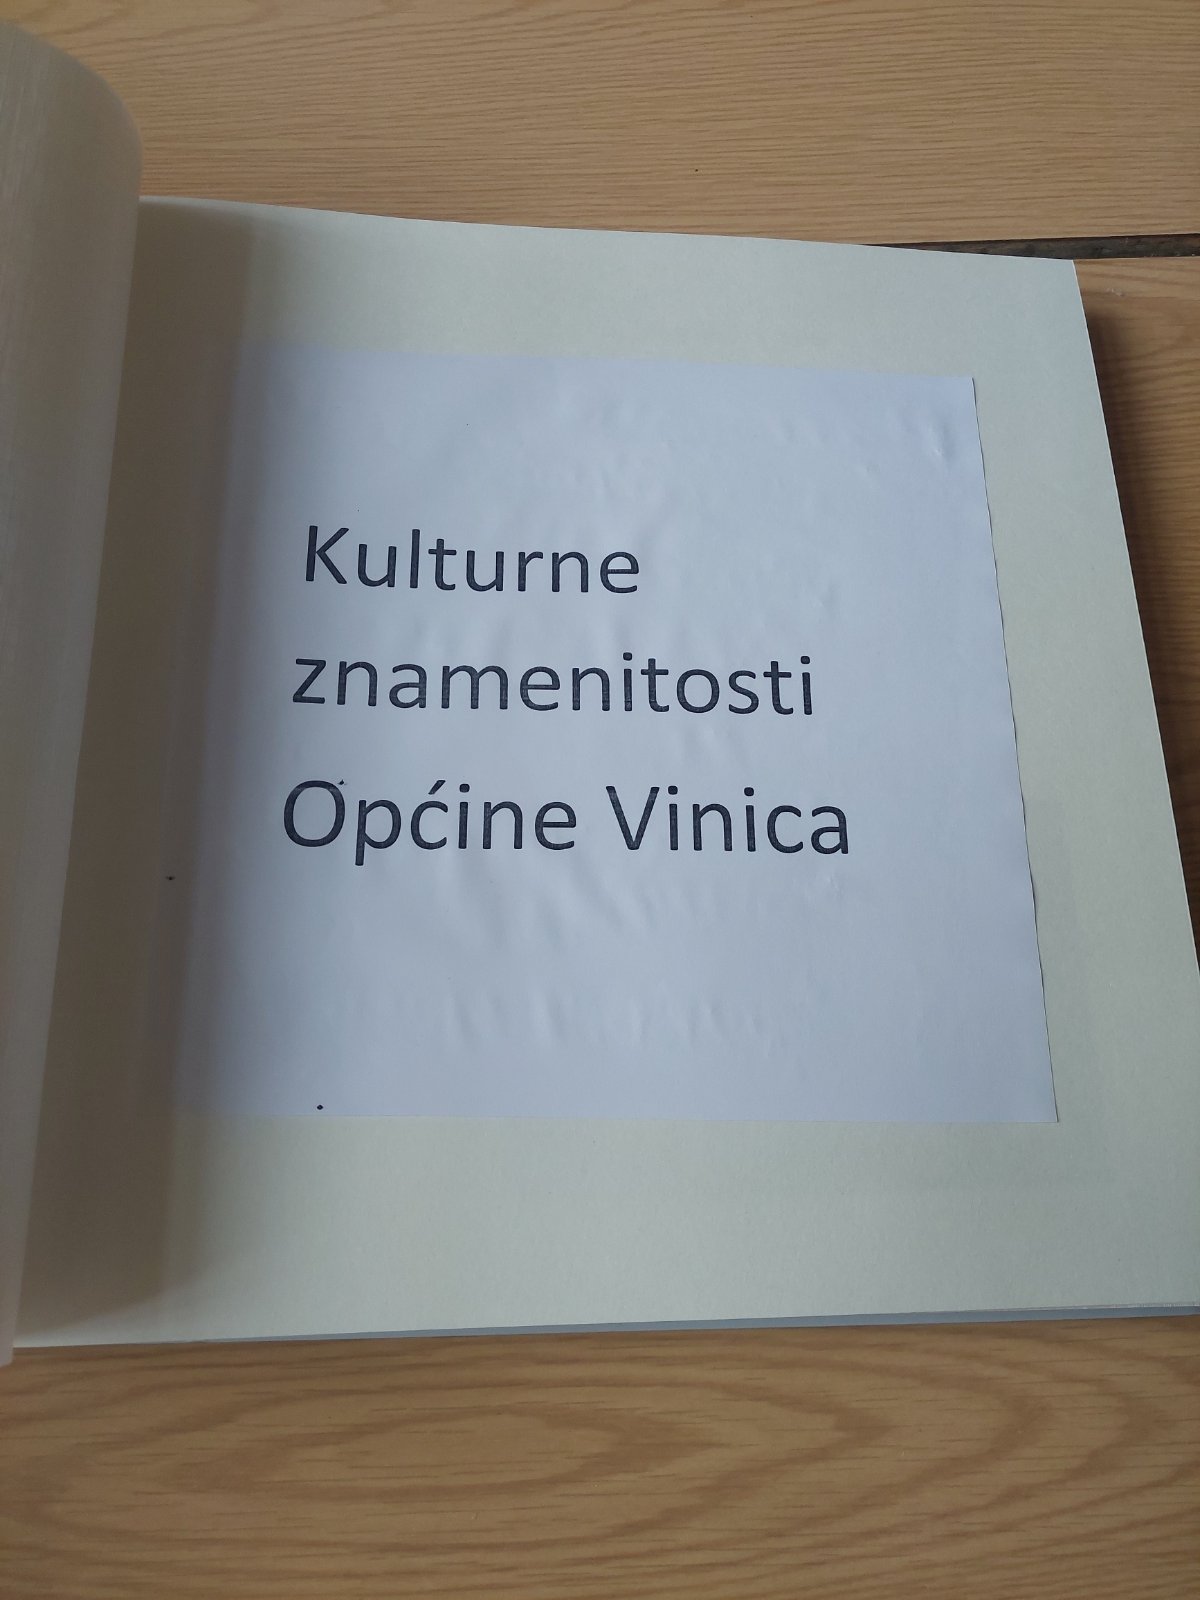 Kulturne
znamenitosti
Općine Vinica